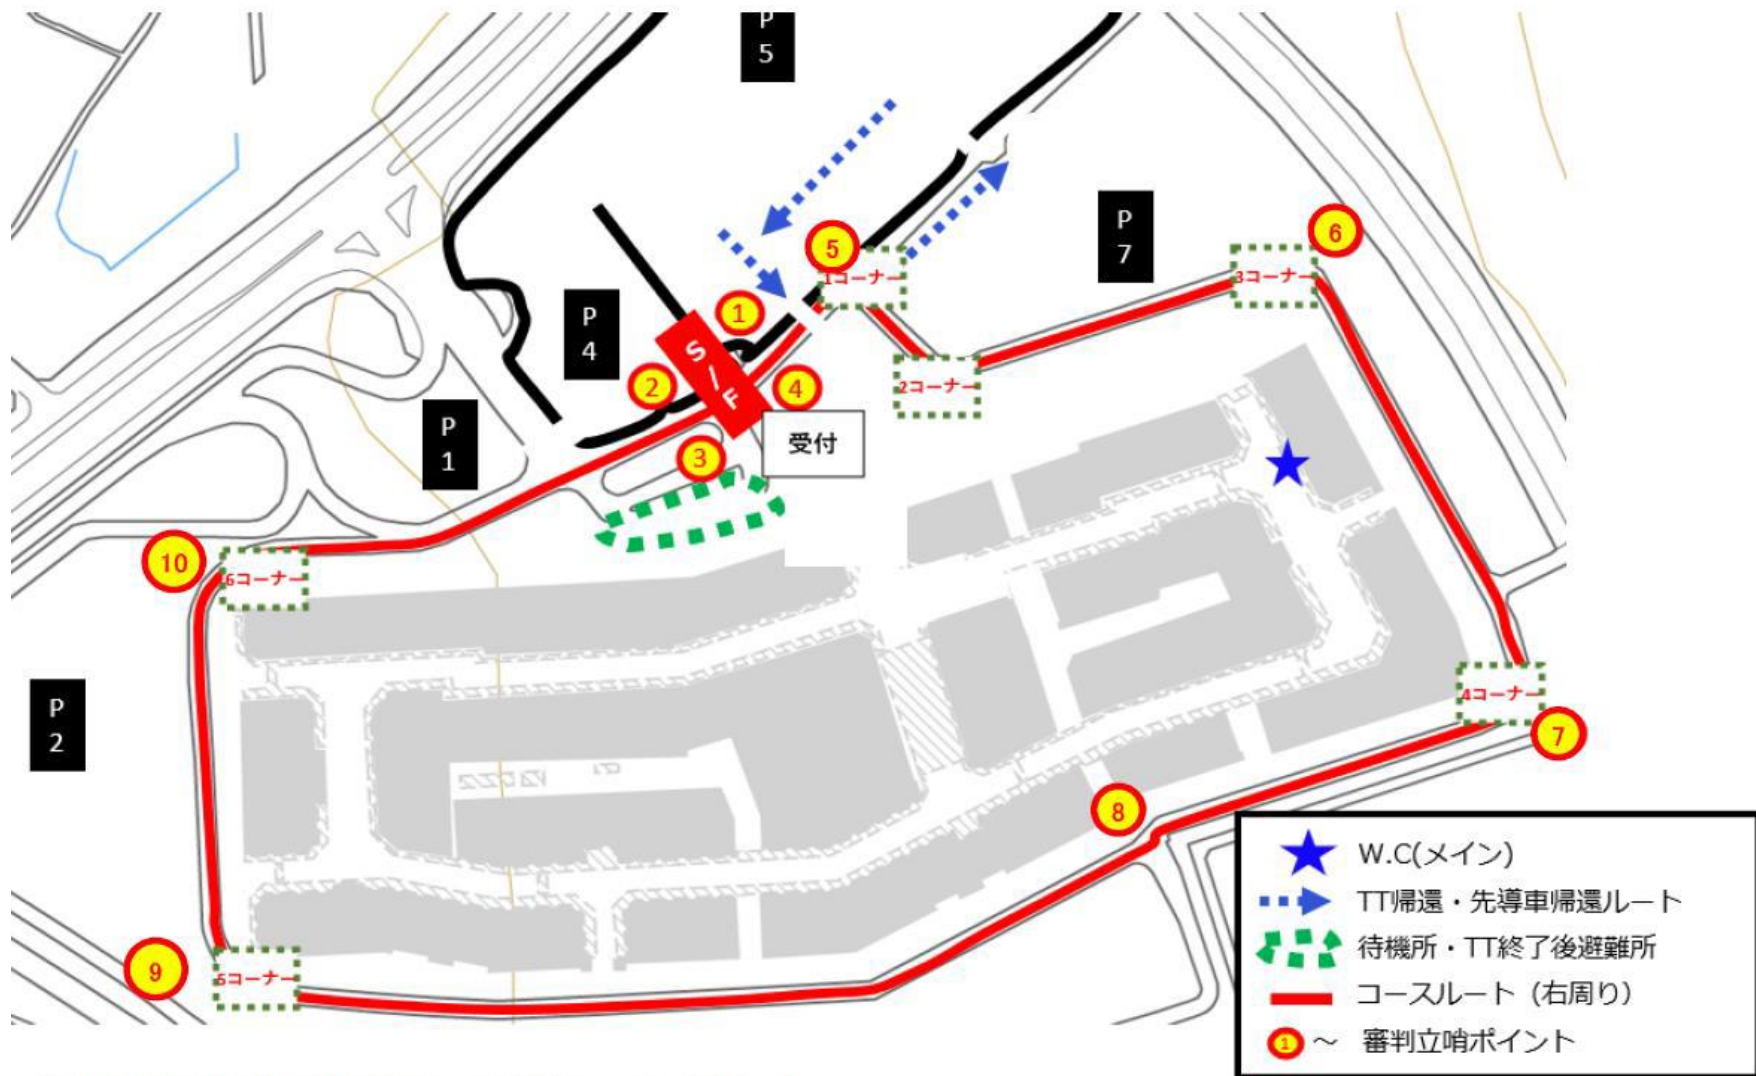 P
5
P
7
6
5
1コーナー
3コーナー
1
P
4
S/F
2
4
2コーナー
P
1
受付
3
10
6コーナー
P
2
4コーナー
7
8
9
5コーナー
W.C(メイン)
TT帰還・先導車帰還ルート
待機所・TT終了後避難所
コースルート（右周り）
1 ～ 審判立哨ポイント